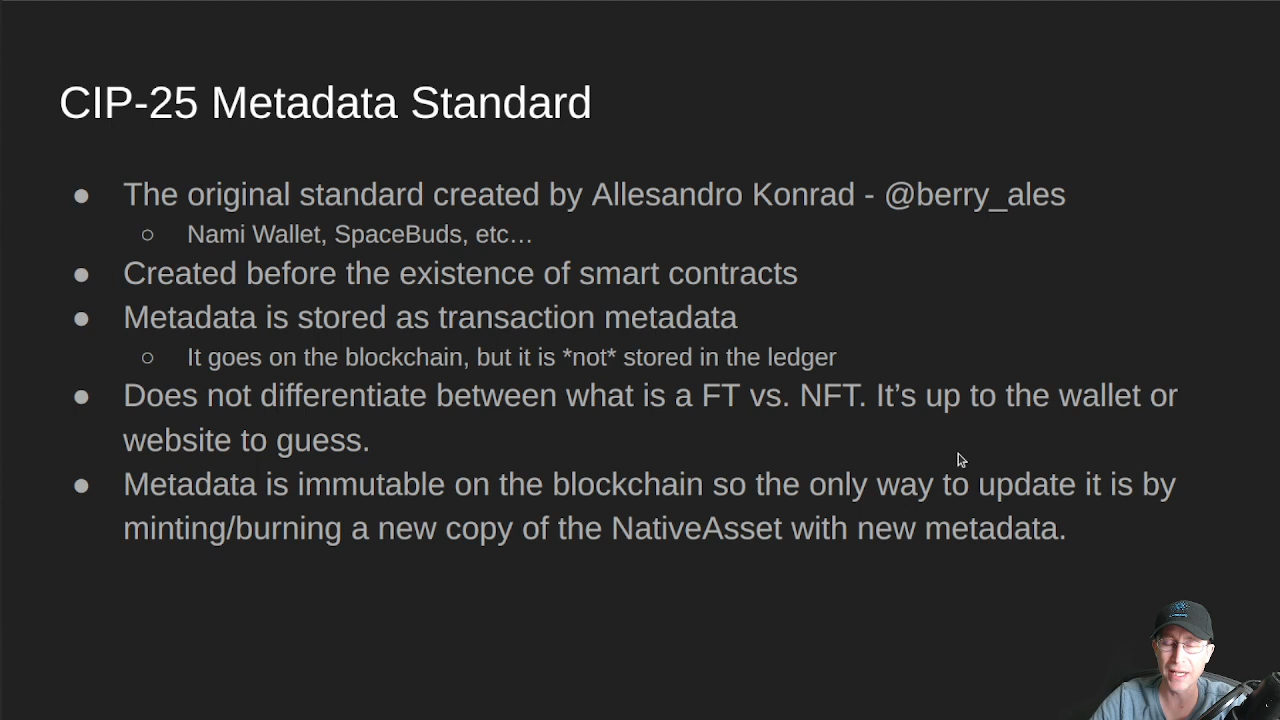 CIP-25 Metadata Standard
● The original standard created by Allesandro Konrad - @berry_ales
○ Nami Wallet, SpaceBuds, etc…
● Created before the existence of smart contracts
● Metadata is stored as transaction metadata
○ It goes on the blockchain, but it is *not* stored in the ledger
● Does not differentiate between what is a FT vs. NFT. It’s up to the wallet or
website to guess.
● Metadata is immutable on the blockchain so the only way to update it is by
minting/burning a new copy of the NativeAsset with new metadata.